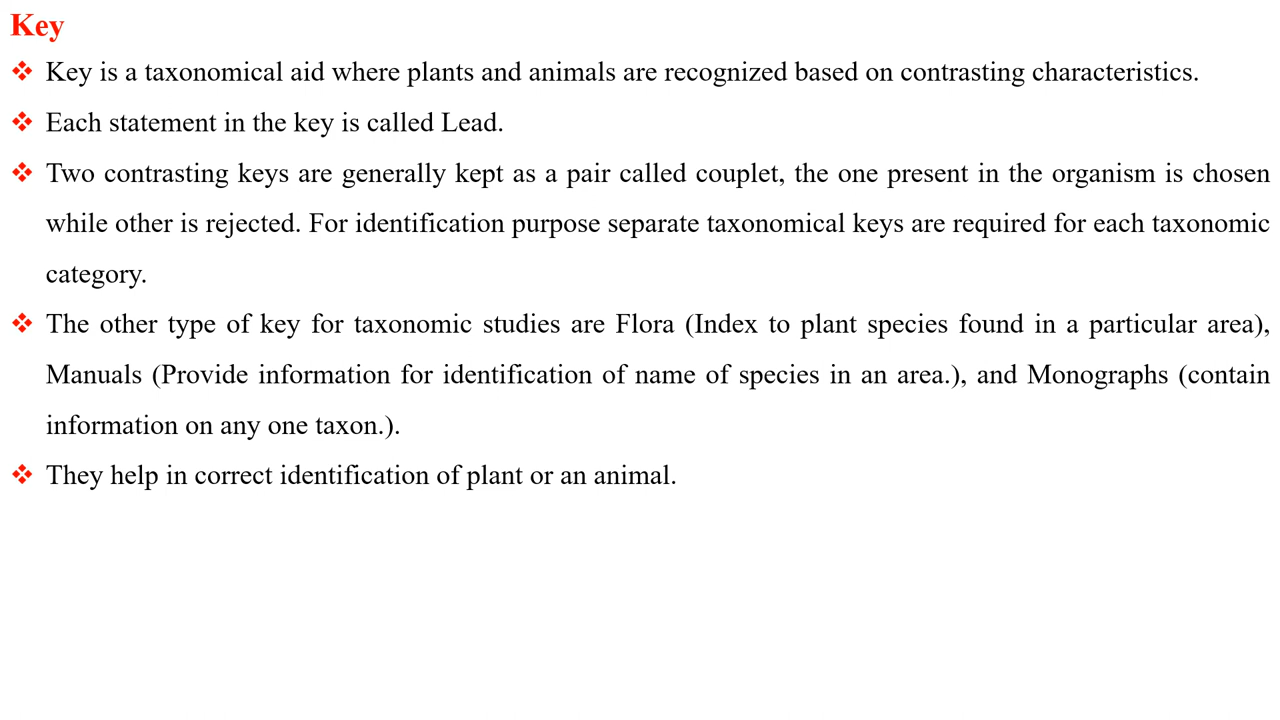 Key
❖ Key is a taxonomical aid where plants and animals are recognized based on contrasting characteristics.
❖ Each statement in the key is called Lead.
❖ Two contrasting keys are generally kept as a pair called couplet, the one present in the organism is chosen
while other is rejected. For identification purpose separate taxonomical keys are required for each taxonomic
category.
❖ The other type of key for taxonomic studies are Flora (Index to plant species found in a particular area),
Manuals (Provide information for identification of name of species in an area.), and Monographs (contain
information on any one taxon.).
❖ They help in correct identification of plant or an animal.